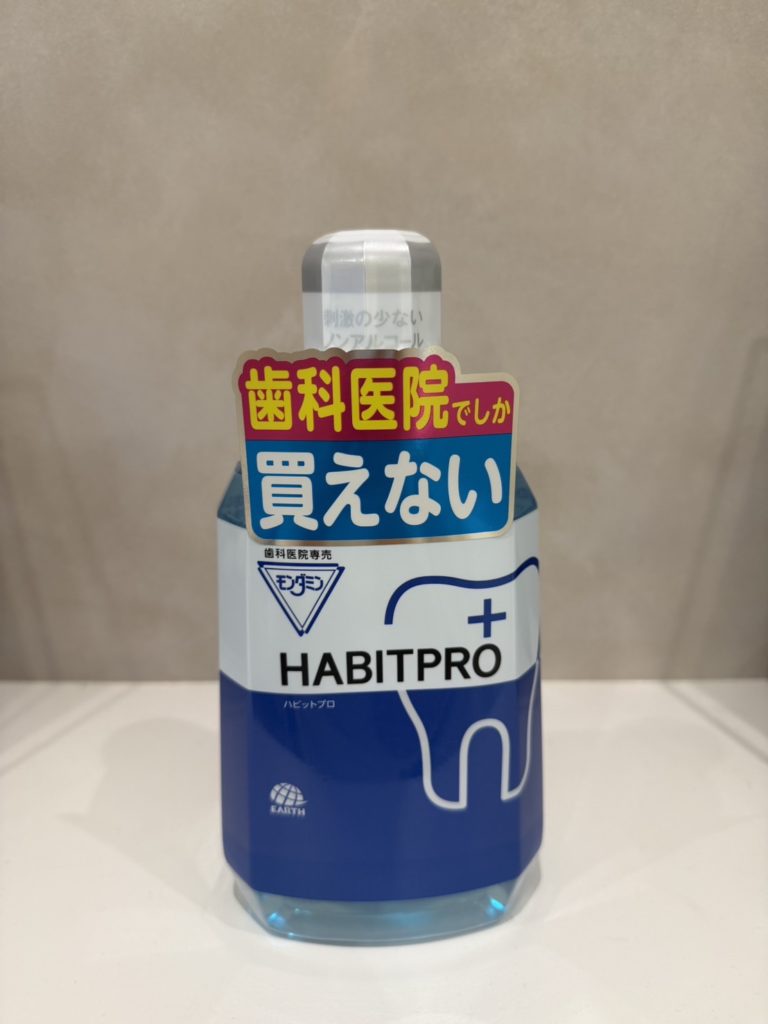 刺激の少ない
ノンアルコール
歯科医院でしか
買えない
歯科医院専売
モンダミン
HABITPRO
ハビットプロ
EARTH